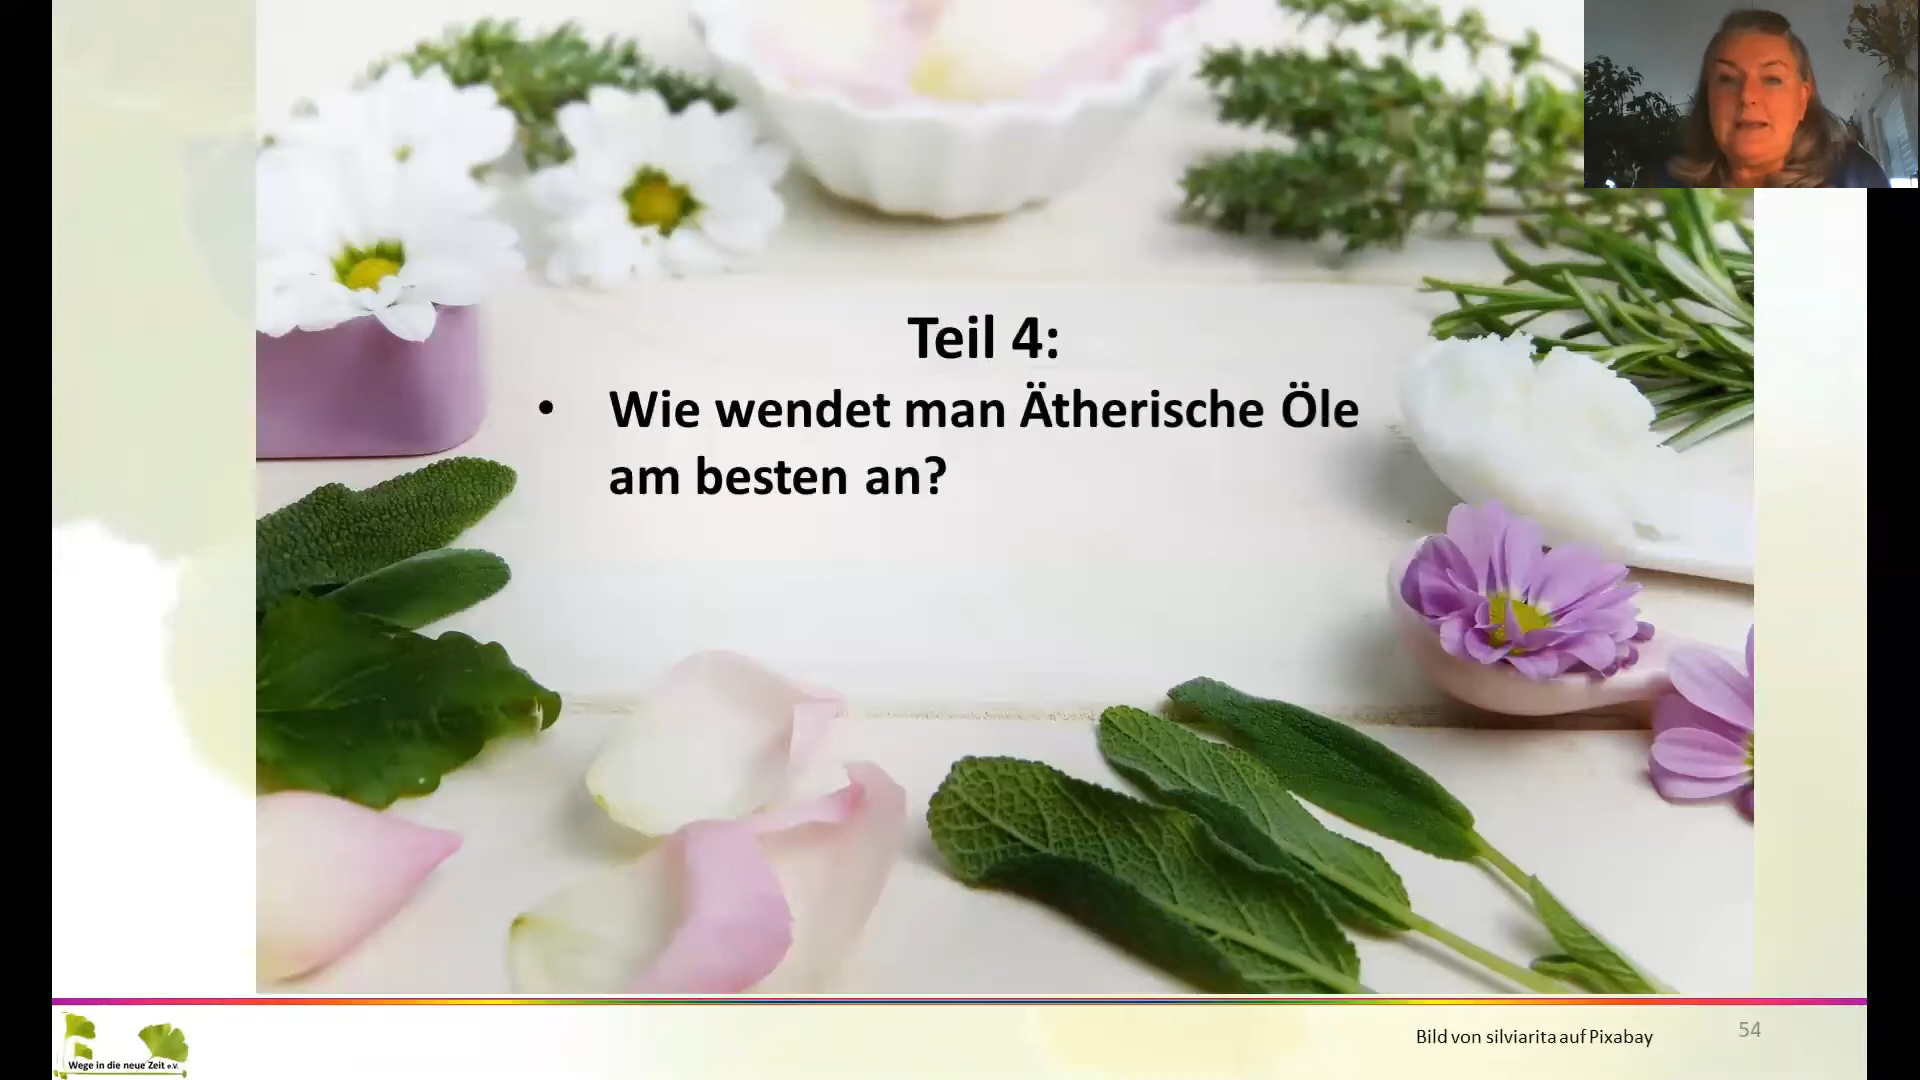 Teil 4:
• Wie wendet man Ätherische Öle
am besten an?
Bild von silviarita auf Pixabay
54
Wege in die neue Zeit e.V.